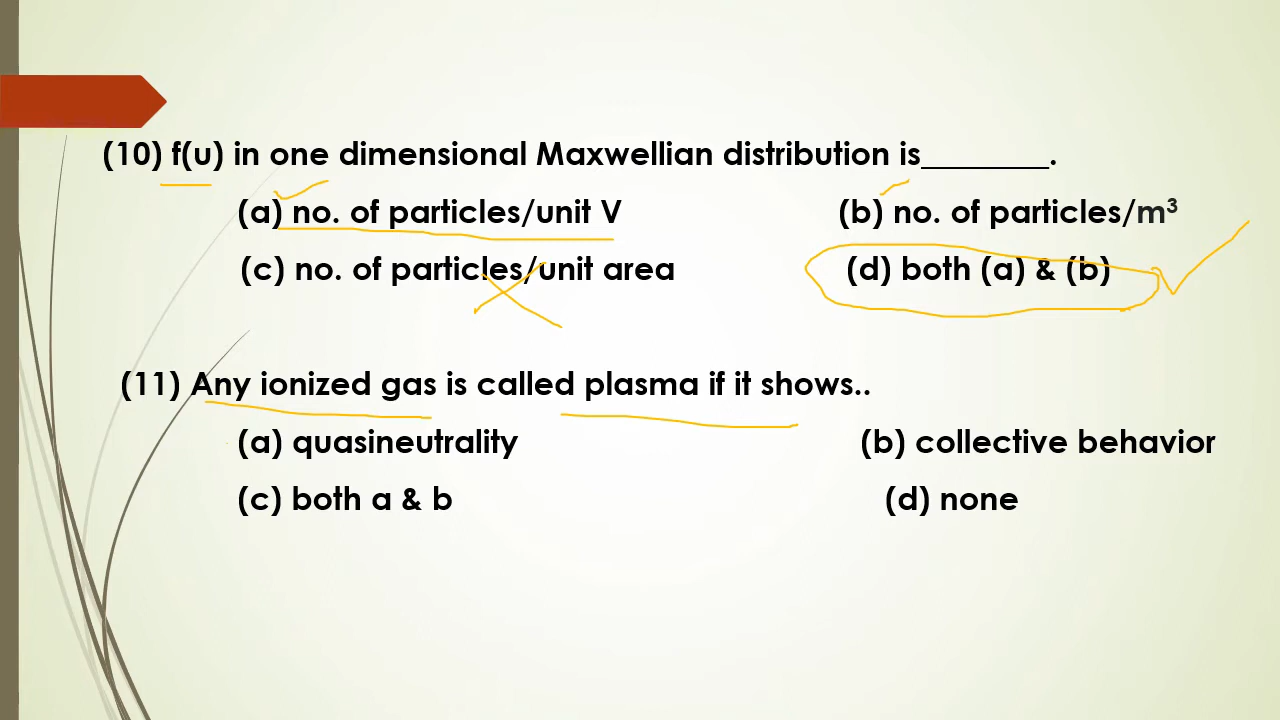 (10) f(u) in one dimensional Maxwellian distribution is________.
(a) no. of particles/unit V (b) no. of particles/m³
(c) no. of particles/unit area (d) both (a) & (b)
(11) Any ionized gas is called plasma if it shows..
(a) quasineutrality (b) collective behavior
(c) both a & b (d) none